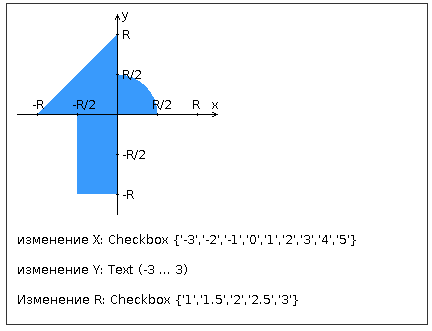 y
R
R/2
-R -R/2 R/2 R x
-R/2
-R
изменение X: Checkbox {'-3','-2','-1','0','1','2','3','4','5'}
изменение Y: Text (-3 ... 3)
Изменение R: Checkbox {'1','1.5','2','2.5','3'}